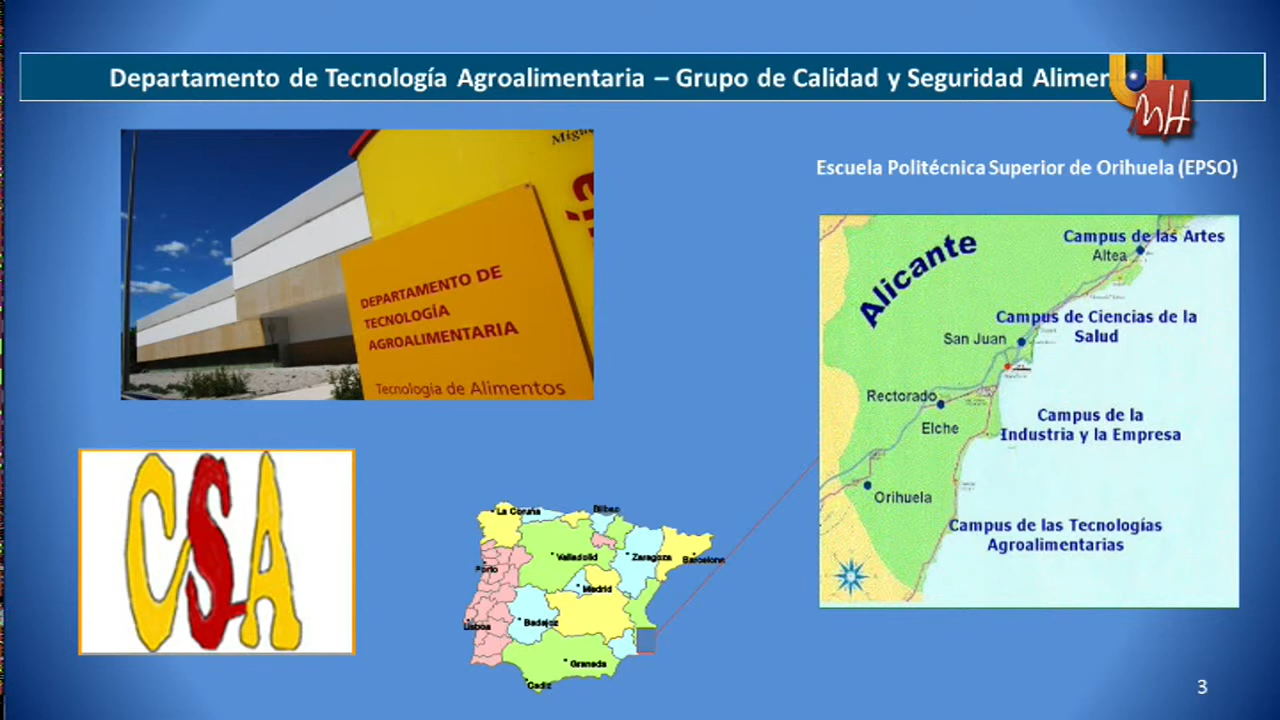 Departamento de Tecnología Agroalimentaria – Grupo de Calidad y Seguridad
UMH
Escuela Politécnica Superior de Orihuela (EPSO)
DEPARTAMENTO DE
TECNOLOGÍA
AGROALIMENTARIA
Tecnología de Alimentos
Alicante
Campus de las Artes
Altea
Campus de Ciencias de la
Salud
San Juan
Rectorado
Elche
Campus de la
Industria y la Empresa
Orihuela
Campus de las Tecnologías
Agroalimentarias
CSA
La Coruña
Bilbao
Valladolid
Zaragoza
Barcelona
Porto
Madrid
Lisboa
Badajoz
Granada
Cadiz
3